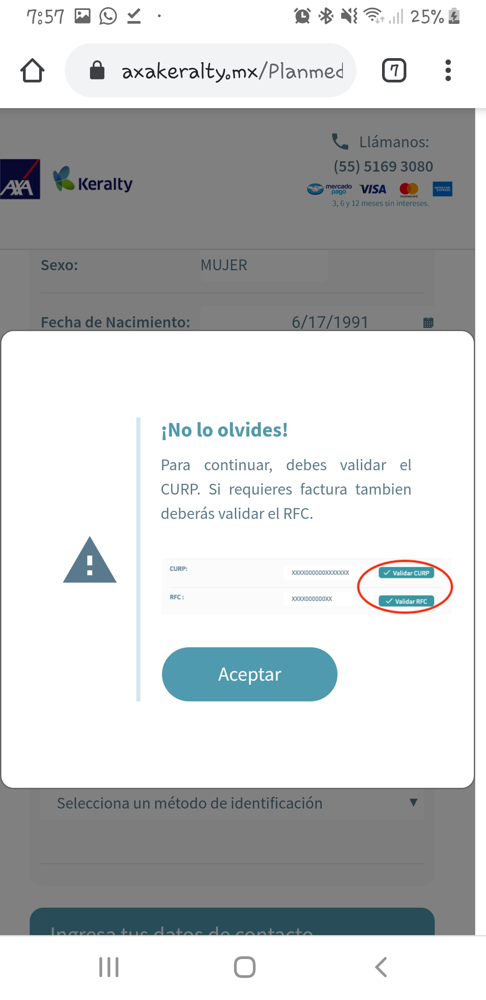 7:57
25%
axakeralty.mx/Planmed
7
Llámanos:
(55) 5169 3080
AXA
Keralty
mercado
pago
VISA
mastercard.
AMERICAN
EXPRESS
3, 6 y 12 meses sin intereses.
Sexo:
MUJER
Fecha de Nacimiento:
6/17/1991
¡No lo olvides!
Para continuar, debes validar el
CURP. Si requieres factura tambien
deberás validar el RFC.
CURP:
XXXX000000XXXXXXX
Validar CURP
RFC :
XXXX000000XX
Validar RFC
Aceptar
Selecciona un método de identificación
Ingresa tus datos de contacto